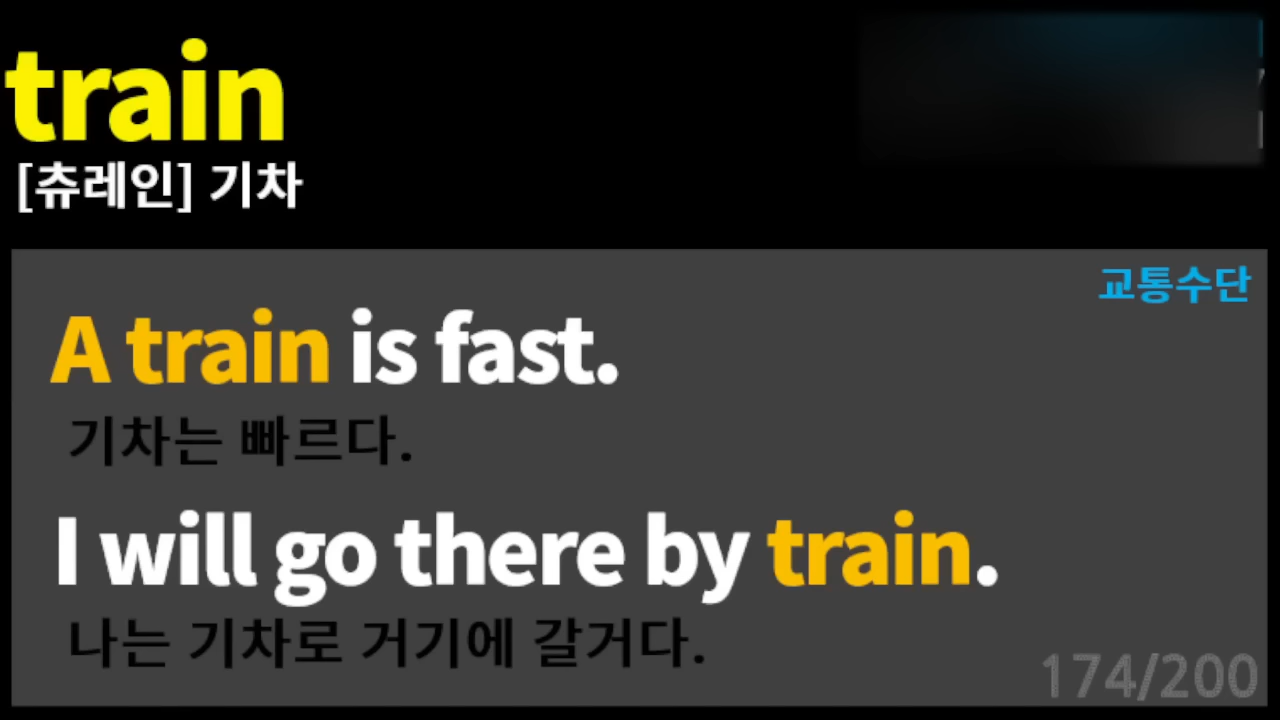 train
[츄레인] 기차
교통수단
A train is fast.
기차는 빠르다.
I will go there by train.
나는 기차로 거기에 갈거다.
174/200